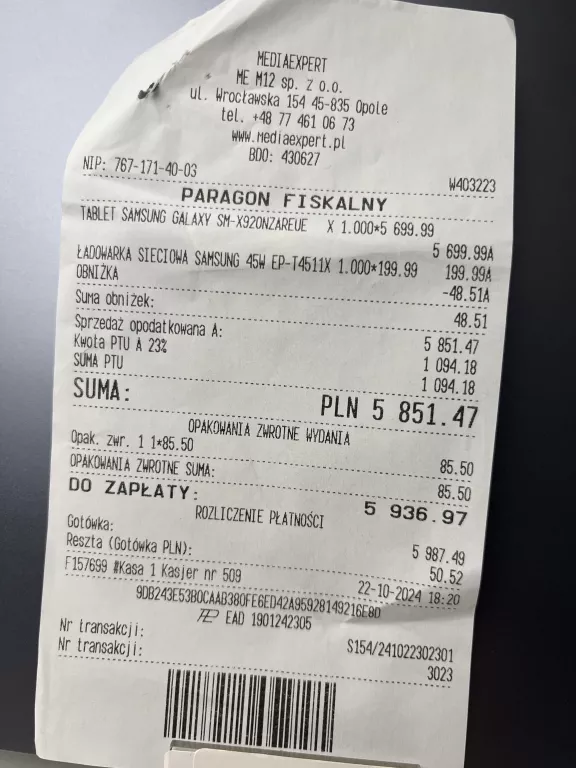 MEDIAEXPERT
ME M12 sp. z o.o.
ul. Wrocławska 154 45-835 Opole
tel. +48 77 461 06 73
www.mediaexpert.pl
BDO: 430627
NIP: 767-171-40-03 W403223
PARAGON FISKALNY
TABLET SAMSUNG GALAXY SM-X920NZAREUE X 1.000*5 699.99
5 699.99A
ŁADOWARKA SIECIOWA SAMSUNG 45W EP-T4511X 1.000*199.99 199.99A
OBNIŻKA -48.51A
Suma obniżek: 48.51
Sprzedaż opodatkowana A: 5 851.47
Kwota PTU A 23% 1 094.18
SUMA PTU 1 094.18
SUMA: PLN 5 851.47
OPAKOWANIA ZWROTNE WYDANIA
Opak. zwr. 1 1*85.50 85.50
OPAKOWANIA ZWROTNE SUMA: 85.50
DO ZAPŁATY: 5 936.97
ROZLICZENIE PŁATNOŚCI
Gotówka: 5 987.49
Reszta (Gotówka PLN): 50.52
F157699 #Kasa 1 Kasjer nr 509 22-10-2024 18:20
9DB243E53B0CAAB380FE6ED42A95928149216E8D
EAD 1901242305
Nr transakcji: S154/241022302301
Nr transakcji: 3023